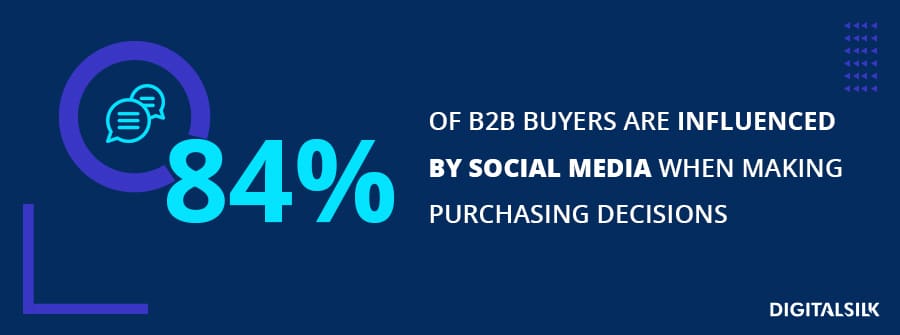 84%
OF B2B BUYERS ARE INFLUENCED
BY SOCIAL MEDIA WHEN MAKING
PURCHASING DECISIONS
DIGITALSILK